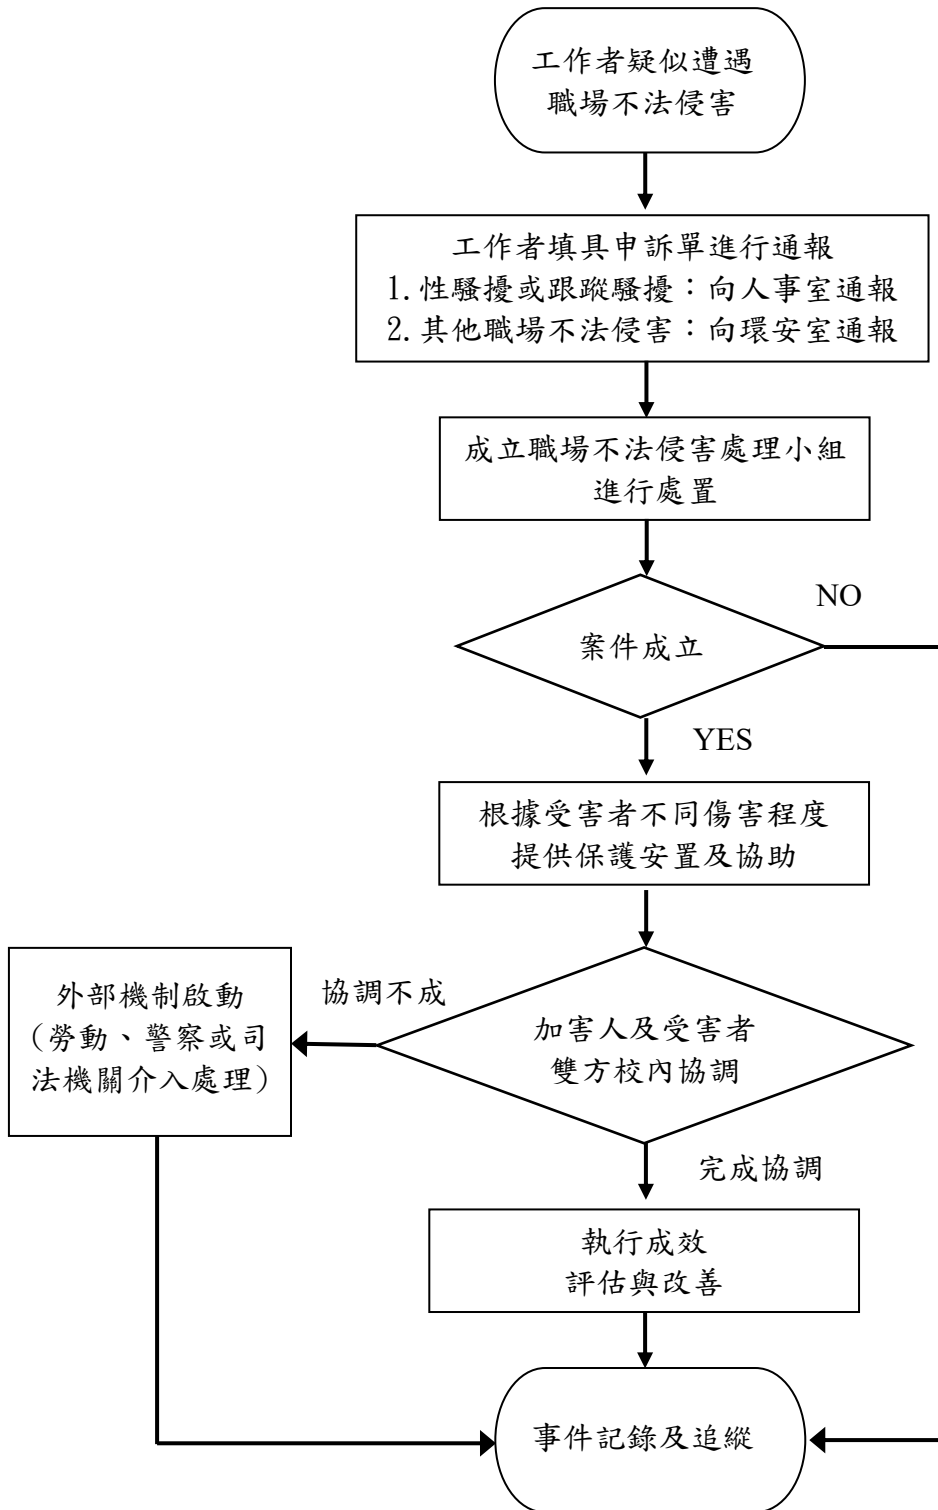 工作者疑似遭遇
職場不法侵害
工作者填具申訴單進行通報
1.性騷擾或跟蹤騷擾：向人事室通報
2.其他職場不法侵害：向環安室通報
成立職場不法侵害處理小組
進行處置
案件成立
NO
YES
根據受害者不同傷害程度
提供保護安置及協助
加害人及受害者
雙方校內協調
協調不成
外部機制啟動
(勞動、警察或司
法機關介入處理)
完成協調
執行成效
評估與改善
事件記錄及追縱